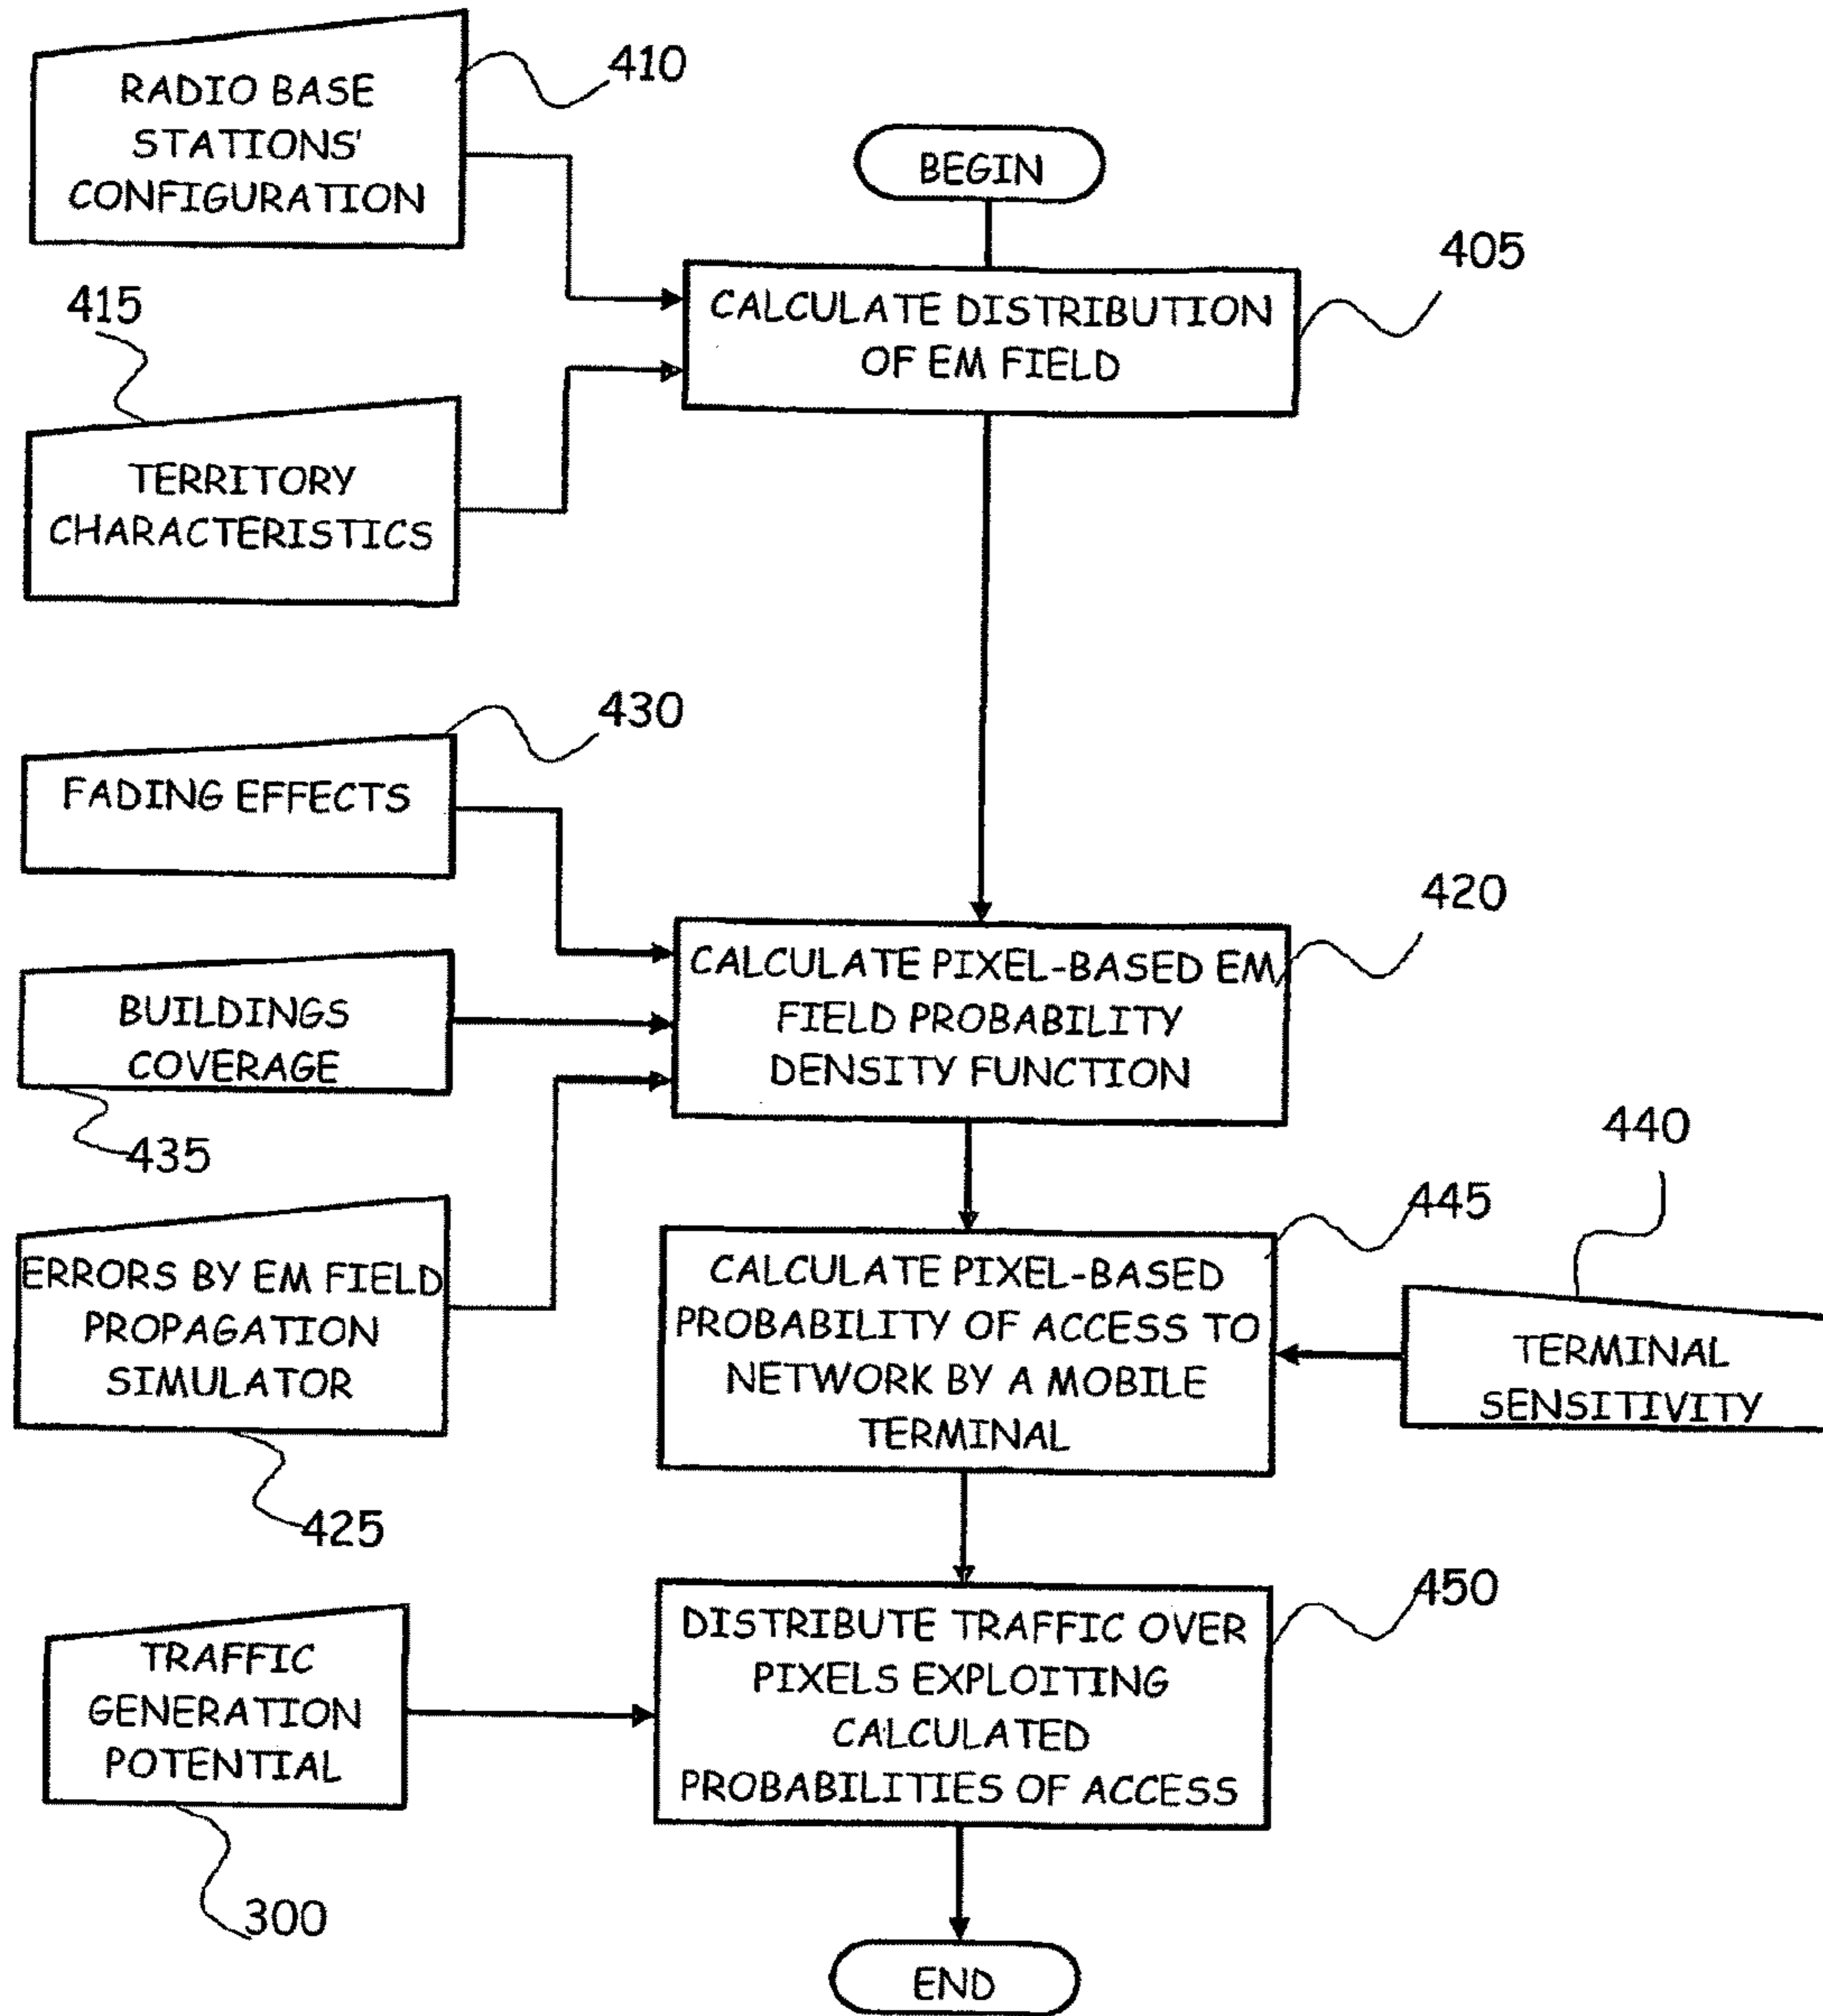 RADIO BASE
STATIONS'
CONFIGURATION
410
BEGIN
405
CALCULATE DISTRIBUTION
OF EM FIELD
415
TERRITORY
CHARACTERISTICS
430
FADING EFFECTS
420
CALCULATE PIXEL-BASED EM
FIELD PROBABILITY
DENSITY FUNCTION
BUILDINGS
COVERAGE
435
440
445
ERRORS BY EM FIELD
PROPAGATION
SIMULATOR
425
CALCULATE PIXEL-BASED
PROBABILITY OF ACCESS TO
NETWORK BY A MOBILE
TERMINAL
TERMINAL
SENSITIVITY
450
TRAFFIC
GENERATION
POTENTIAL
300
DISTRIBUTE TRAFFIC OVER
PIXELS EXPLOITING
CALCULATED
PROBABILITIES OF ACCESS
END